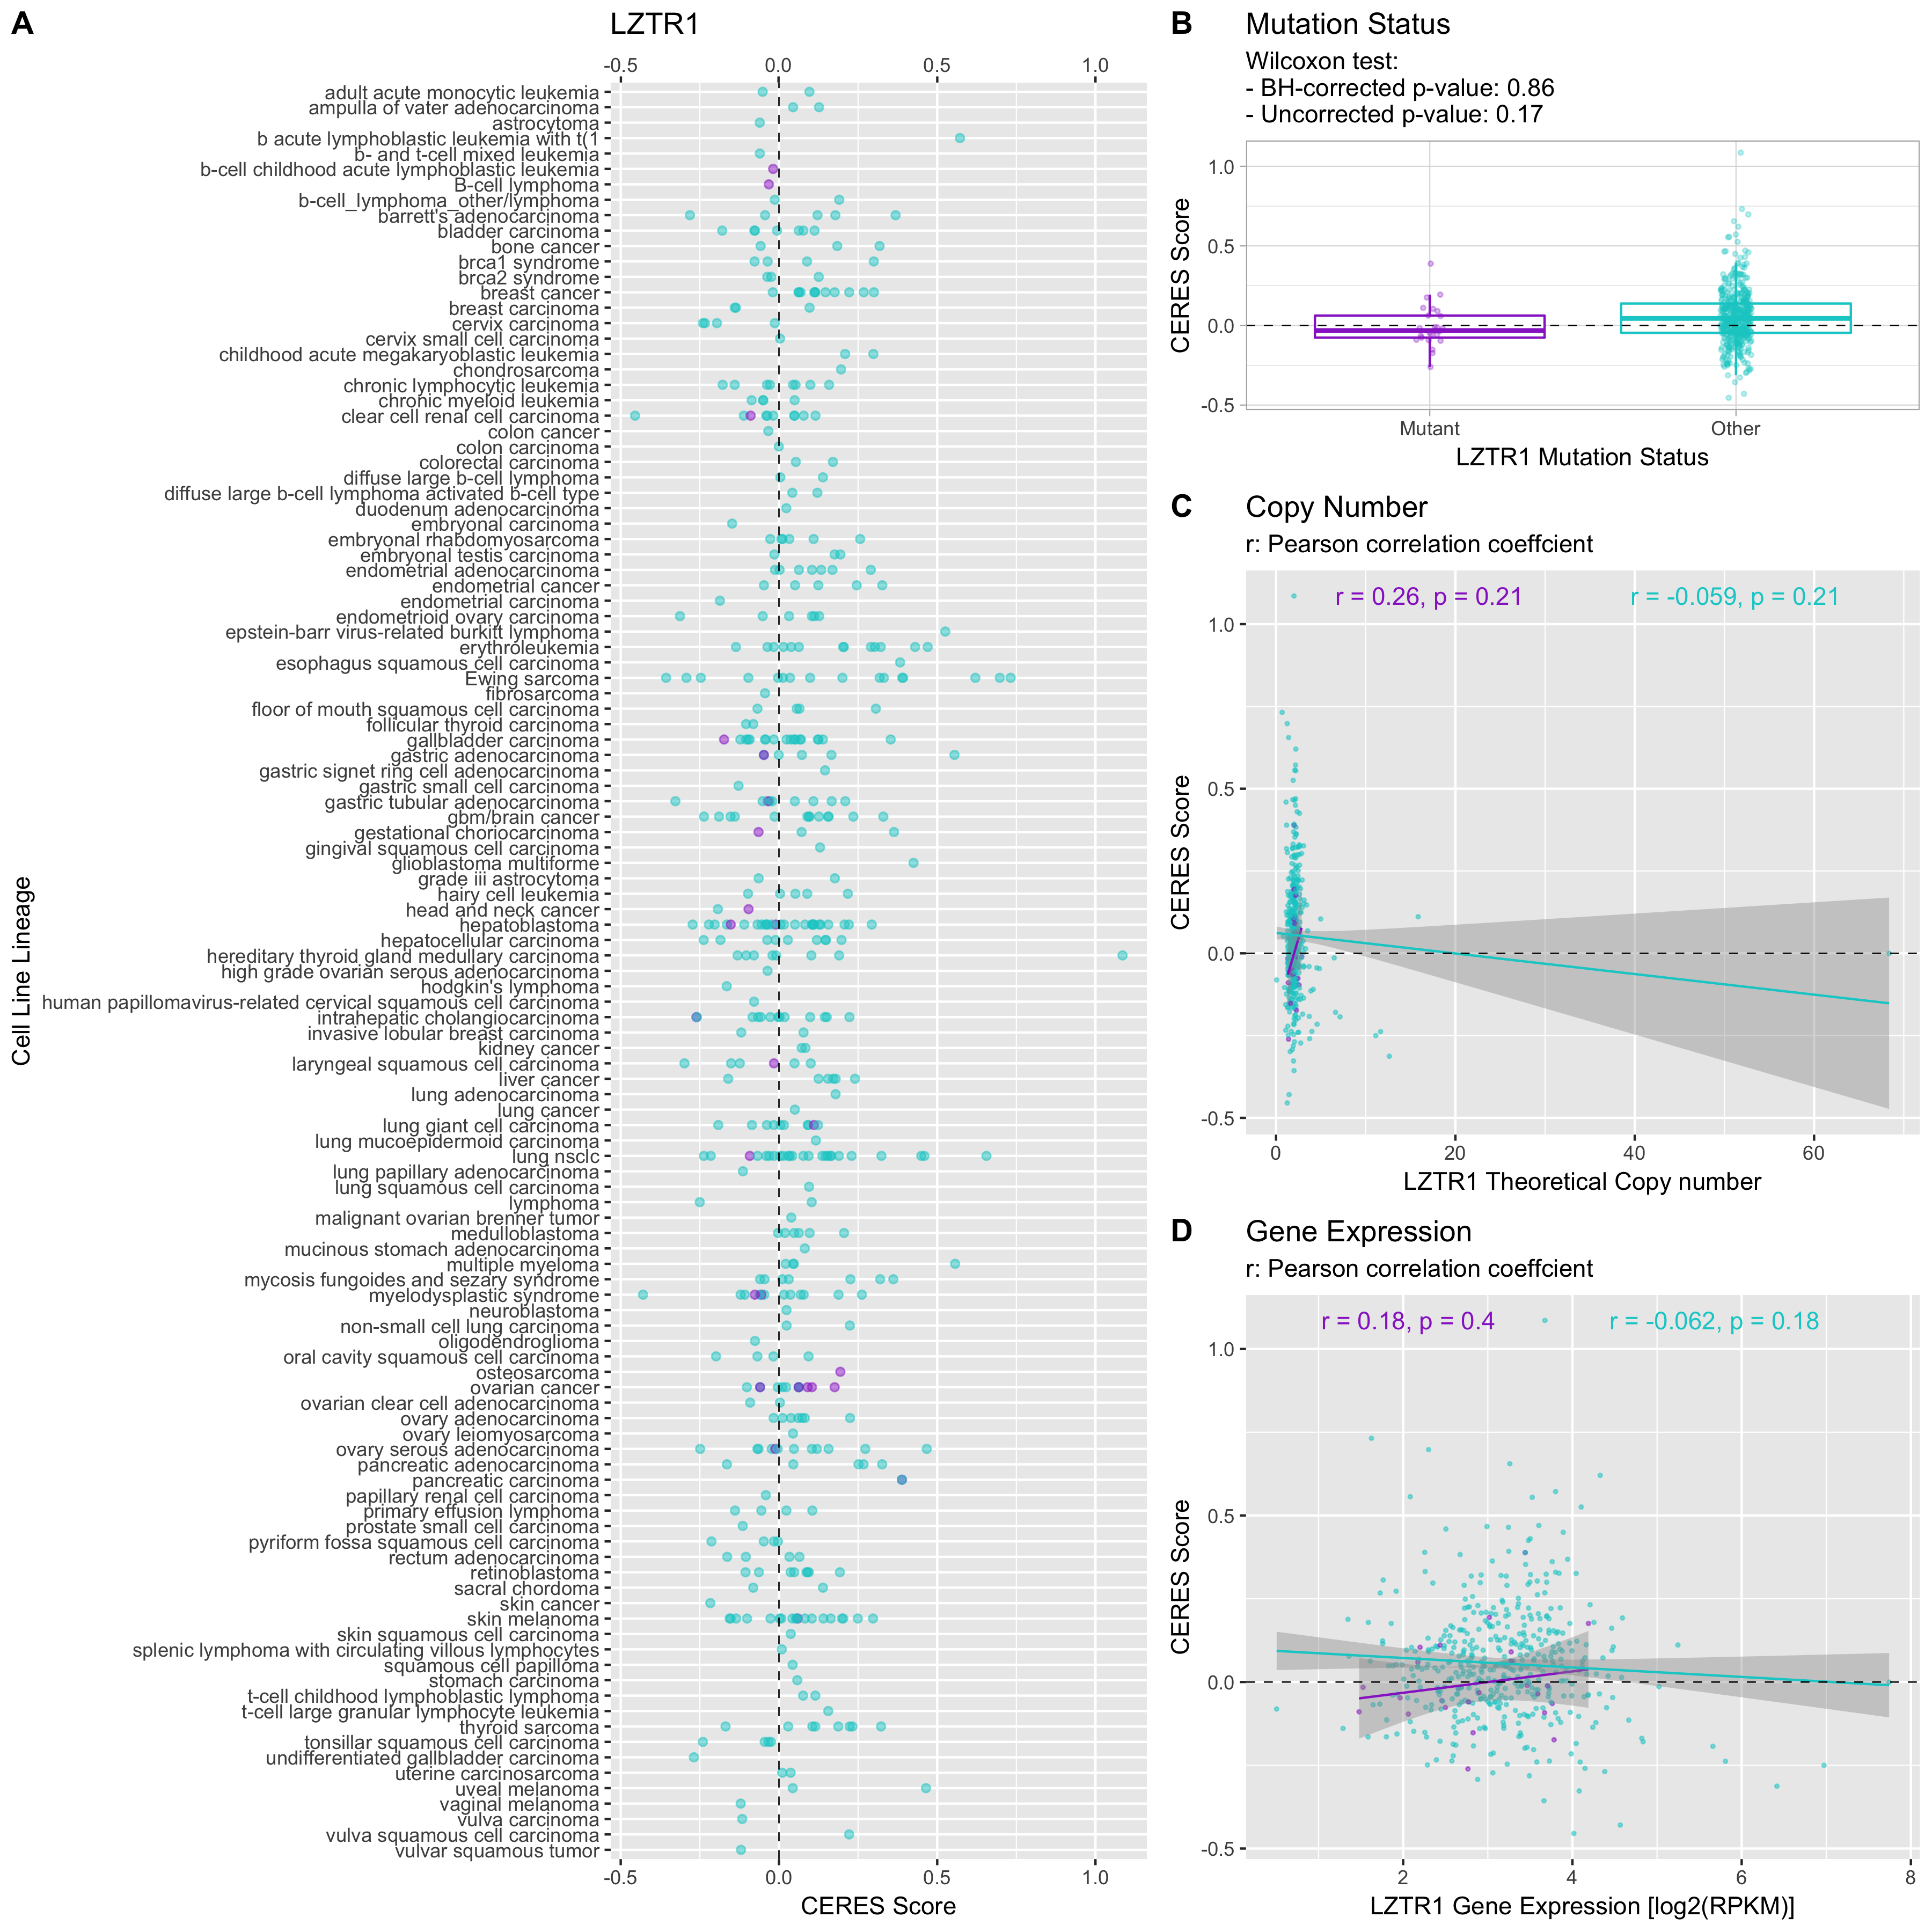 A
LZTR1
-0.5 0.0 0.5 1.0
adult acute monocytic leukemia
ampulla of vater adenocarcinoma
astrocytoma
b acute lymphoblastic leukemia with t(1
b- and t-cell mixed leukemia
b-cell childhood acute lymphoblastic leukemia
B-cell lymphoma
b-cell_lymphoma_other/lymphoma
barrett's adenocarcinoma
bladder carcinoma
bone cancer
brca1 syndrome
brca2 syndrome
breast cancer
breast carcinoma
cervix carcinoma
cervix small cell carcinoma
childhood acute megakaryoblastic leukemia
chondrosarcoma
chronic lymphocytic leukemia
chronic myeloid leukemia
clear cell renal cell carcinoma
colon cancer
colon carcinoma
colorectal carcinoma
diffuse large b-cell lymphoma
diffuse large b-cell lymphoma activated b-cell type
duodenum adenocarcinoma
embryonal carcinoma
embryonal rhabdomyosarcoma
embryonal testis carcinoma
endometrial adenocarcinoma
endometrial cancer
endometrial carcinoma
endometrioid ovary carcinoma
epstein-barr virus-related burkitt lymphoma
erythroleukemia
esophagus squamous cell carcinoma
Ewing sarcoma
fibrosarcoma
floor of mouth squamous cell carcinoma
follicular thyroid carcinoma
gallbladder carcinoma
gastric adenocarcinoma
gastric signet ring cell adenocarcinoma
gastric small cell carcinoma
gastric tubular adenocarcinoma
gbm/brain cancer
gestational choriocarcinoma
gingival squamous cell carcinoma
glioblastoma multiforme
grade iii astrocytoma
hairy cell leukemia
head and neck cancer
hepatoblastoma
hepatocellular carcinoma
hereditary thyroid gland medullary carcinoma
high grade ovarian serous adenocarcinoma
hodgkin's lymphoma
human papillomavirus-related cervical squamous cell carcinoma
intrahepatic cholangiocarcinoma
invasive lobular breast carcinoma
kidney cancer
laryngeal squamous cell carcinoma
liver cancer
lung adenocarcinoma
lung cancer
lung giant cell carcinoma
lung mucoepidermoid carcinoma
lung nsclc
lung papillary adenocarcinoma
lung squamous cell carcinoma
lymphoma
malignant ovarian brenner tumor
medulloblastoma
mucinous stomach adenocarcinoma
multiple myeloma
mycosis fungoides and sezary syndrome
myelodysplastic syndrome
neuroblastoma
non-small cell lung carcinoma
oligodendroglioma
oral cavity squamous cell carcinoma
osteosarcoma
ovarian cancer
ovarian clear cell adenocarcinoma
ovary adenocarcinoma
ovary leiomyosarcoma
ovary serous adenocarcinoma
pancreatic adenocarcinoma
pancreatic carcinoma
papillary renal cell carcinoma
primary effusion lymphoma
prostate small cell carcinoma
pyriform fossa squamous cell carcinoma
rectum adenocarcinoma
retinoblastoma
sacral chordoma
skin cancer
skin melanoma
skin squamous cell carcinoma
splenic lymphoma with circulating villous lymphocytes
squamous cell papilloma
stomach carcinoma
t-cell childhood lymphoblastic lymphoma
t-cell large granular lymphocyte leukemia
thyroid sarcoma
tonsillar squamous cell carcinoma
undifferentiated gallbladder carcinoma
uterine carcinosarcoma
uveal melanoma
vaginal melanoma
vulva carcinoma
vulva squamous cell carcinoma
vulvar squamous tumor
-0.5 0.0 0.5 1.0
CERES Score
Cell Line Lineage
B
Mutation Status
Wilcoxon test:
- BH-corrected p-value: 0.86
- Uncorrected p-value: 0.17
1.0
0.5
0.0
-0.5
CERES Score
Mutant Other
LZTR1 Mutation Status
C
Copy Number
r: Pearson correlation coeffcient
r = 0.26, p = 0.21 r = -0.059, p = 0.21
1.0
0.5
0.0
-0.5
CERES Score
0 20 40 60
LZTR1 Theoretical Copy number
D
Gene Expression
r: Pearson correlation coeffcient
r = 0.18, p = 0.4 r = -0.062, p = 0.18
1.0
0.5
0.0
-0.5
CERES Score
2 4 6 8
LZTR1 Gene Expression [log2(RPKM)]